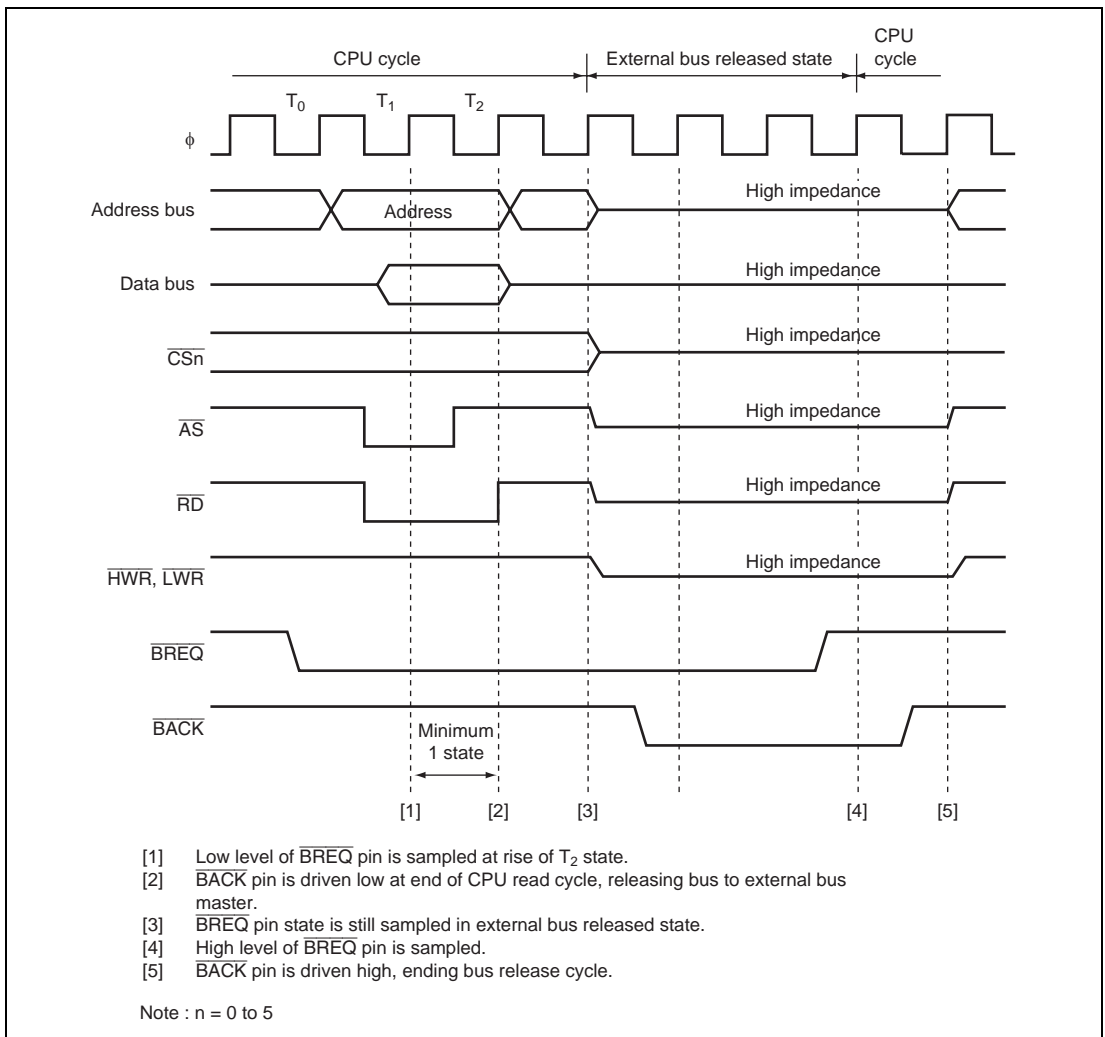 CPU cycle
External bus released state
CPU
cycle
T0
T1
T2
ϕ
Address bus
Address
High impedance
Data bus
High impedance
CSn
High impedance
AS
High impedance
RD
High impedance
HWR, LWR
High impedance
BREQ
BACK
Minimum
1 state
[1]
[2]
[3]
[4]
[5]
[1] Low level of BREQ pin is sampled at rise of T2 state.
[2] BACK pin is driven low at end of CPU read cycle, releasing bus to external bus
master.
[3] BREQ pin state is still sampled in external bus released state.
[4] High level of BREQ pin is sampled.
[5] BACK pin is driven high, ending bus release cycle.
Note : n = 0 to 5